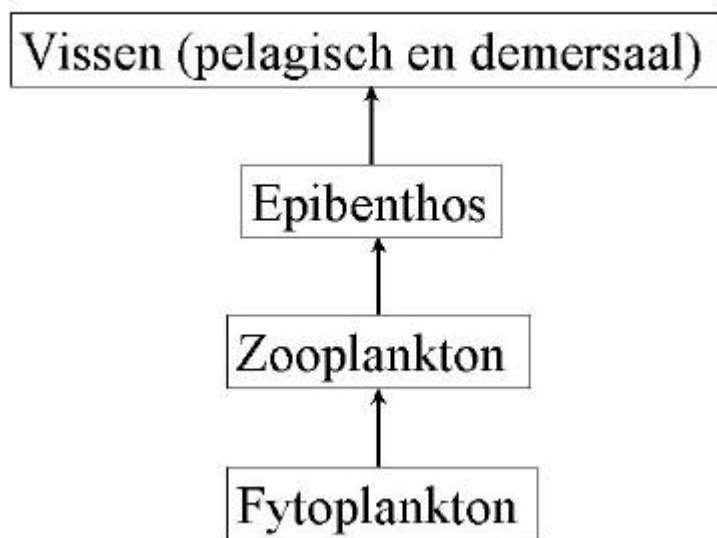 Vissen (pelagisch en demersaal)
Epibenthos
Zooplankton
Fytoplankton